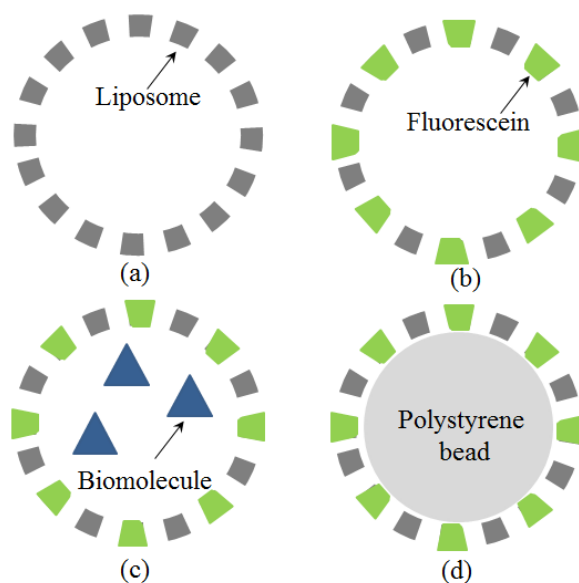 Liposome
Fluorescein
(a)
(b)
Biomolecule
Polystyrene
bead
(c)
(d)